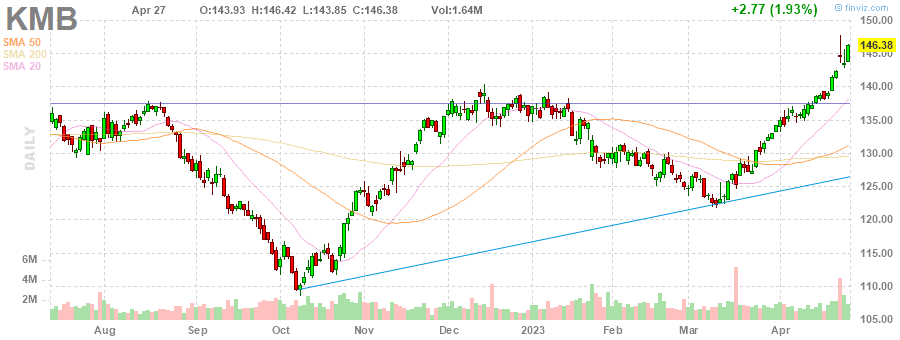 KMB
Apr 27 O:143.93 H:146.42 L:143.85 C:146.38 Vol:1.64M
+2.77 (1.93%)
© finviz.com
SMA 50
SMA 200
SMA 20
DAILY
150.00
146.38
145.00
140.00
135.00
130.00
125.00
120.00
115.00
110.00
105.00
6M
4M
2M
Aug Sep Oct Nov Dec 2023 Feb Mar Apr